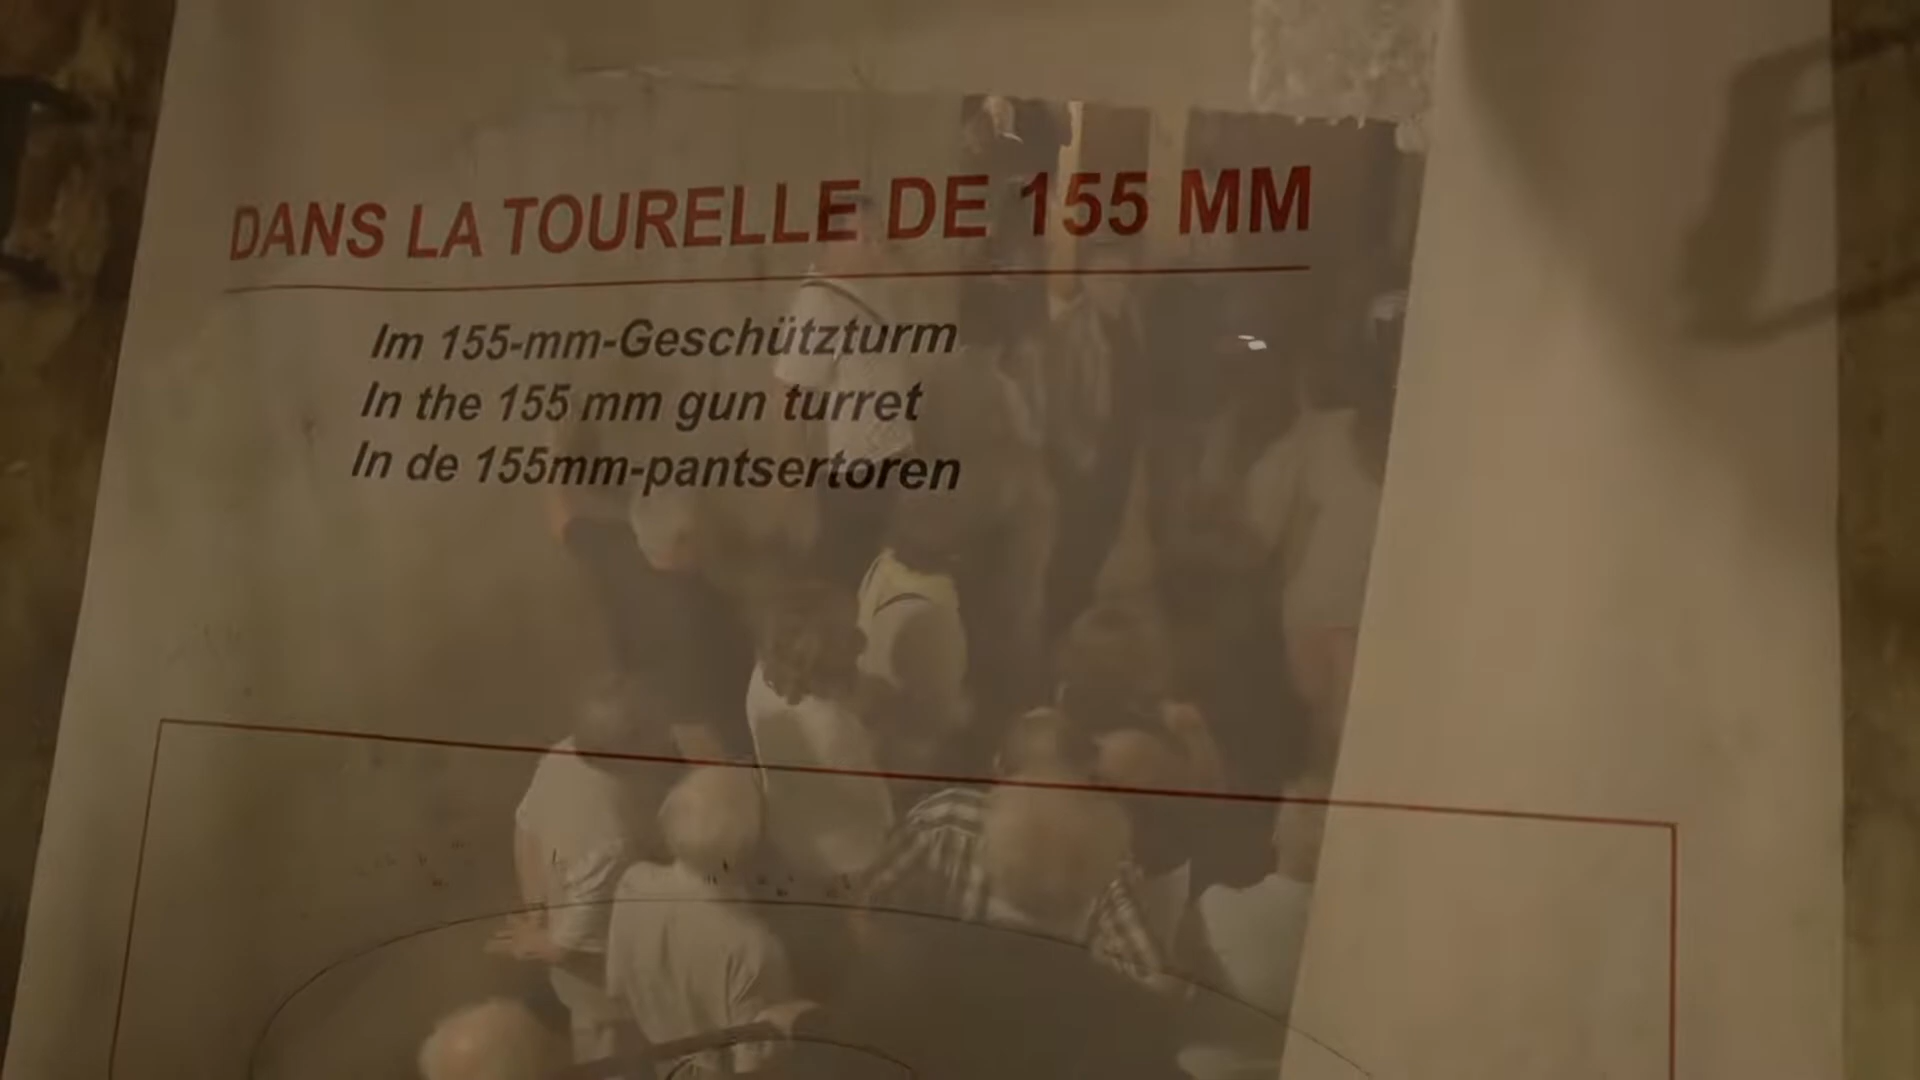 DANS LA TOURELLE DE 155 MM
Im 155-mm-Geschützturm
In the 155 mm gun turret
In de 155mm-pantsertoren